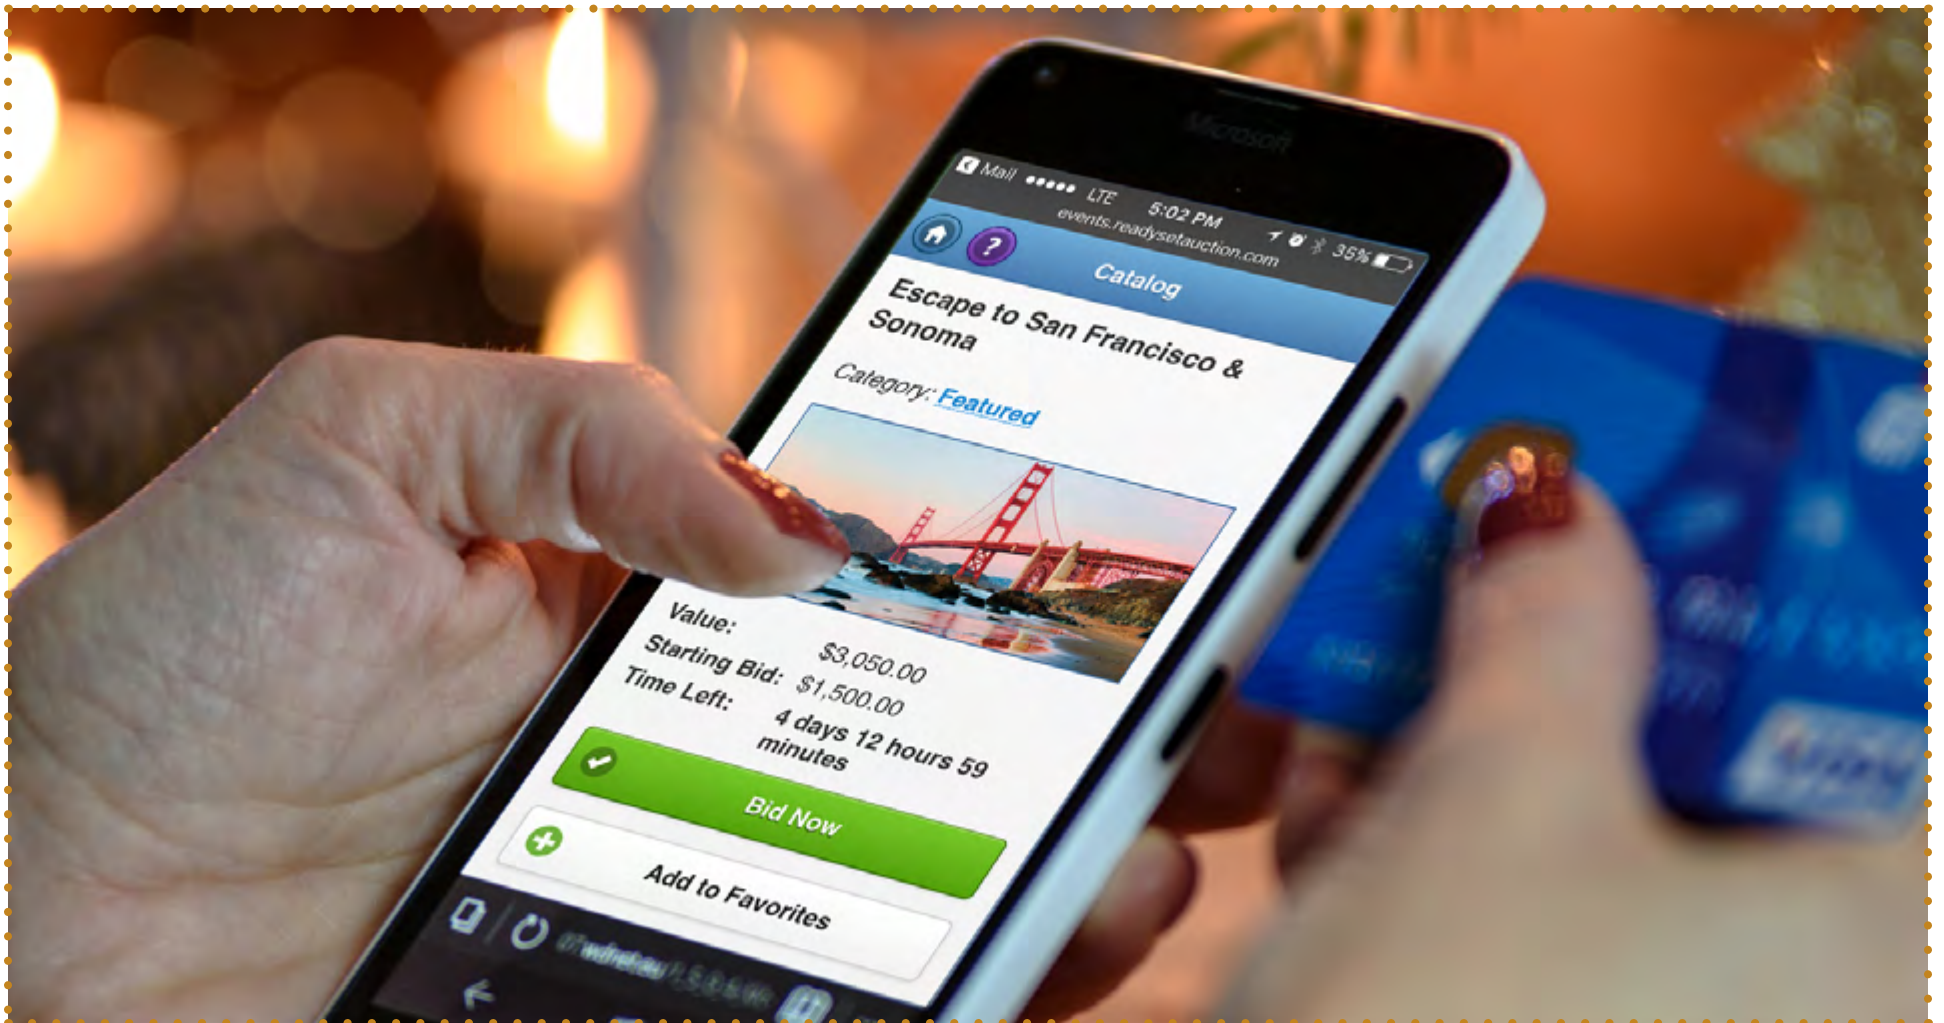 Microsoft
Mail LTE 5:02 PM 35%
events.readysetauction.com
?
Catalog
Escape to San Francisco &
Sonoma
Category: Featured
Value: $3,050.00
Starting Bid: $1,500.00
Time Left: 4 days 12 hours 59
minutes
Bid Now
Add to Favorites